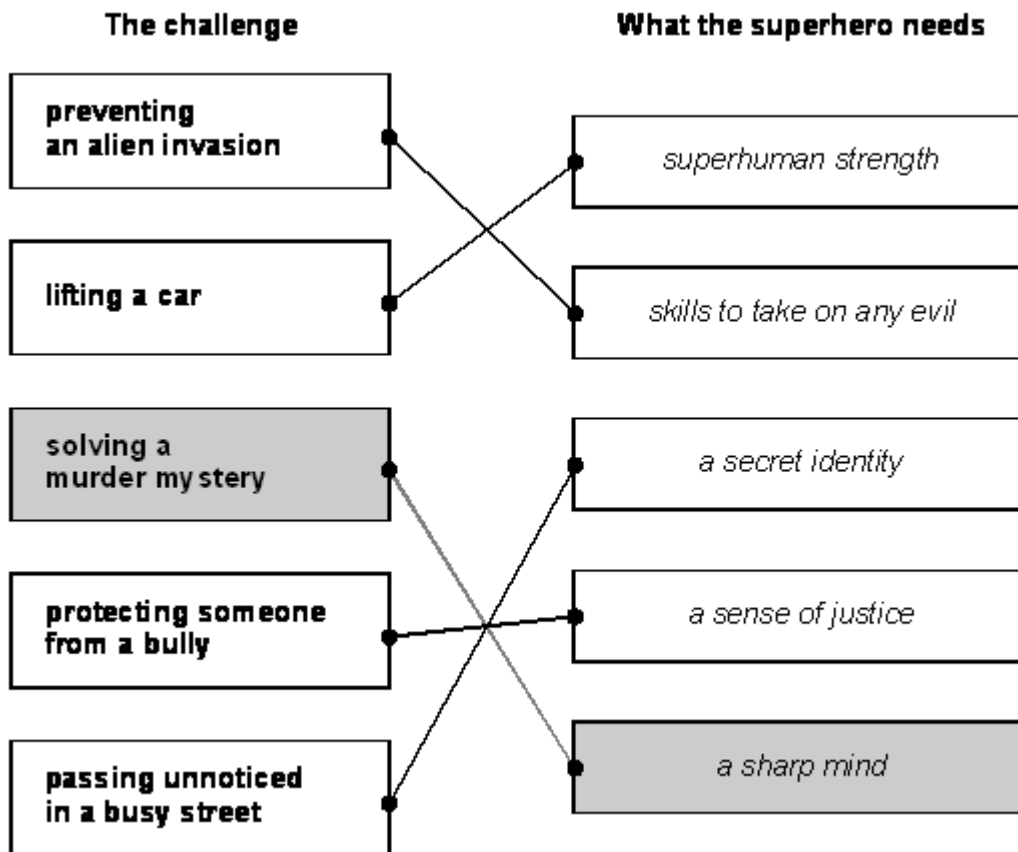 The challenge
What the superhero needs
preventing
an alien invasion
lifting a car
solving a
murder mystery
protecting someone
from a bully
passing unnoticed
in a busy street
superhuman strength
skills to take on any evil
a secret identity
a sense of justice
a sharp mind